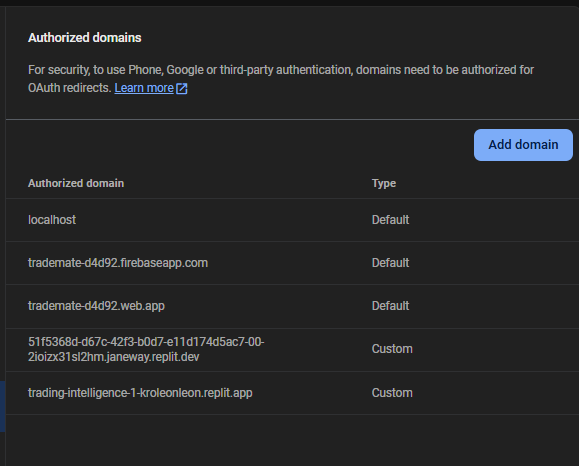 Authorized domains
For security, to use Phone, Google or third-party authentication, domains need to be authorized for
OAuth redirects. Learn more
Add domain
Authorized domain Type
localhost Default
trademate-d4d92.firebaseapp.com Default
trademate-d4d92.web.app Default
51f5368d-d67c-42f3-b0d7-e11d174d5ac7-00-
2ioizx31sl2hm.janeway.replit.dev Custom
trading-intelligence-1-kroleonleon.replit.app Custom